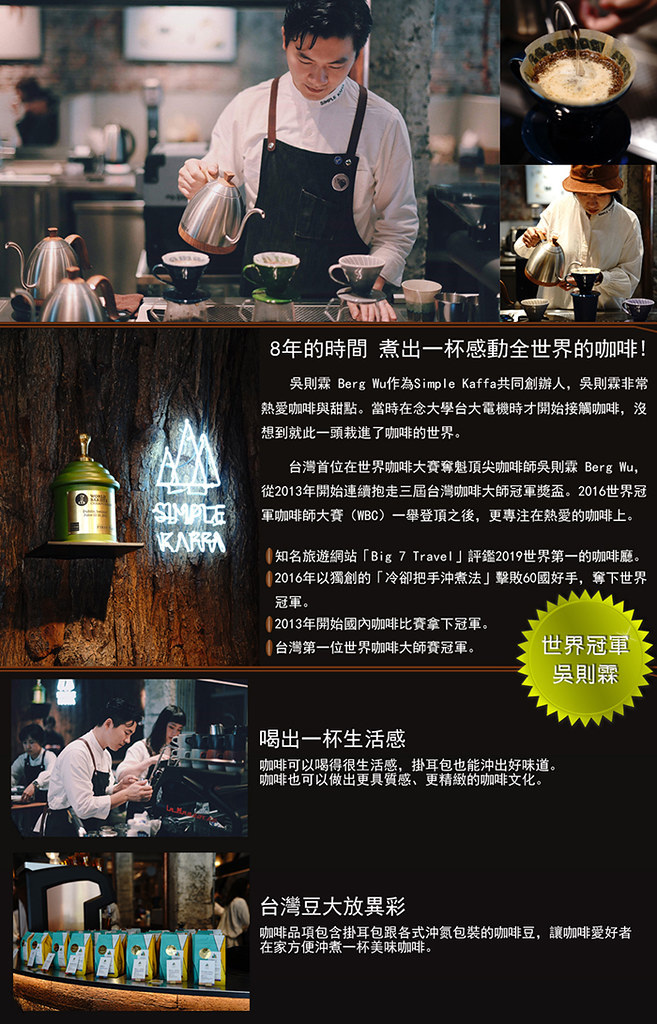 SIMPLE KAFFA
8年的時間 煮出一杯感動全世界的咖啡!
吳則霖 Berg Wu作為Simple Kaffa共同創辦人，吳則霖非常
熱愛咖啡與甜點。當時在念大學台大電機時才開始接觸咖啡，沒
想到就此一頭栽進了咖啡的世界。
台灣首位在世界咖啡大賽奪魁頂尖咖啡師吳則霖 Berg Wu，
從2013年開始連續抱走三屆台灣咖啡大師冠軍獎盃。2016世界冠
軍咖啡師大賽（WBC）一舉登頂之後，更專注在熱愛的咖啡上。
知名旅遊網站「Big 7 Travel」評鑑2019世界第一的咖啡廳。
2016年以獨創的「冷卻把手沖煮法」擊敗60國好手，奪下世界
冠軍。
2013年開始國內咖啡比賽拿下冠軍。
台灣第一位世界咖啡大師賽冠軍。
世界冠軍
吳則霖
喝出一杯生活感
咖啡可以喝得很生活感，掛耳包也能沖出好味道。
咖啡也可以做出更具質感、更精緻的咖啡文化。
台灣豆大放異彩
咖啡品項包含掛耳包跟各式沖氮包裝的咖啡豆，讓咖啡愛好者
在家方便沖煮一杯美味咖啡。